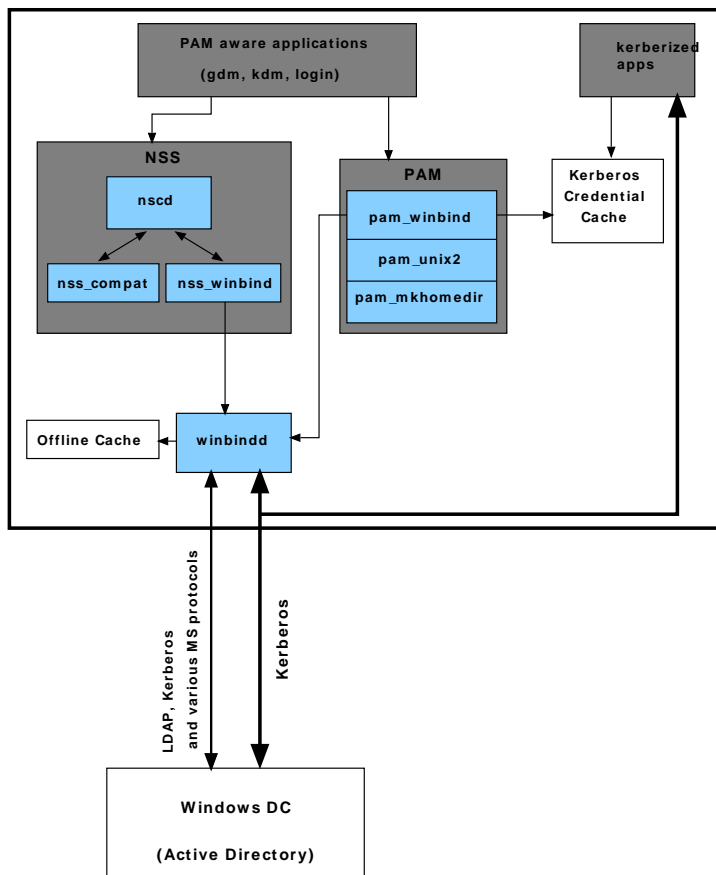 PAM aware applications
(gdm, kdm, login)
kerberized
apps
NSS
nscd
nss_compat
nss_winbind
PAM
pam_winbind
pam_unix2
pam_mkhomedir
Kerberos
Credential
Cache
Offline Cache
winbindd
LDAP, Kerberos
and various MS protocols
Kerberos
Windows DC
(Active Directory)